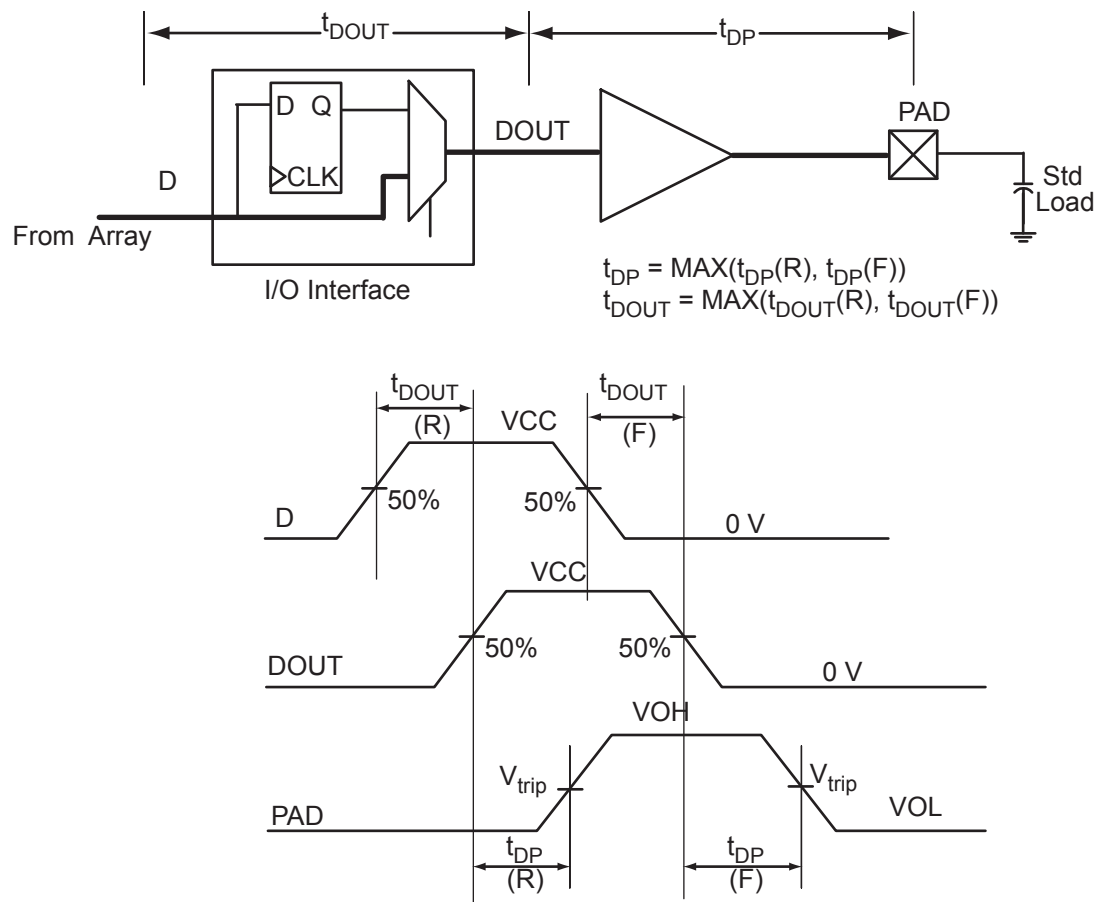 tDOUT
tDP
D Q
CLK
DOUT
PAD
D
Std
Load
From Array
I/O Interface
tDP = MAX(tDP(R), tDP(F))
tDOUT = MAX(tDOUT(R), tDOUT(F))
tDOUT
(R)
tDOUT
(F)
VCC
50%
50%
D
0 V
VCC
50%
50%
DOUT
0 V
VOH
Vtrip
Vtrip
PAD
VOL
tDP
(R)
tDP
(F)